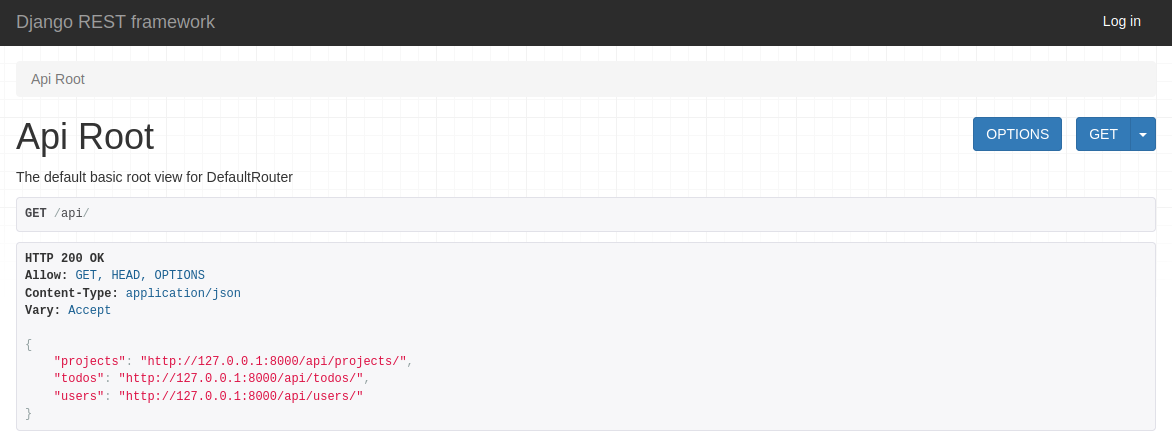 Django REST framework
Log in
Api Root
Api Root
OPTIONS
GET
The default basic root view for DefaultRouter
GET /api/
HTTP 200 OK
Allow: GET, HEAD, OPTIONS
Content-Type: application/json
Vary: Accept
{
    "projects": "http://127.0.0.1:8000/api/projects/",
    "todos": "http://127.0.0.1:8000/api/todos/",
    "users": "http://127.0.0.1:8000/api/users/"
}